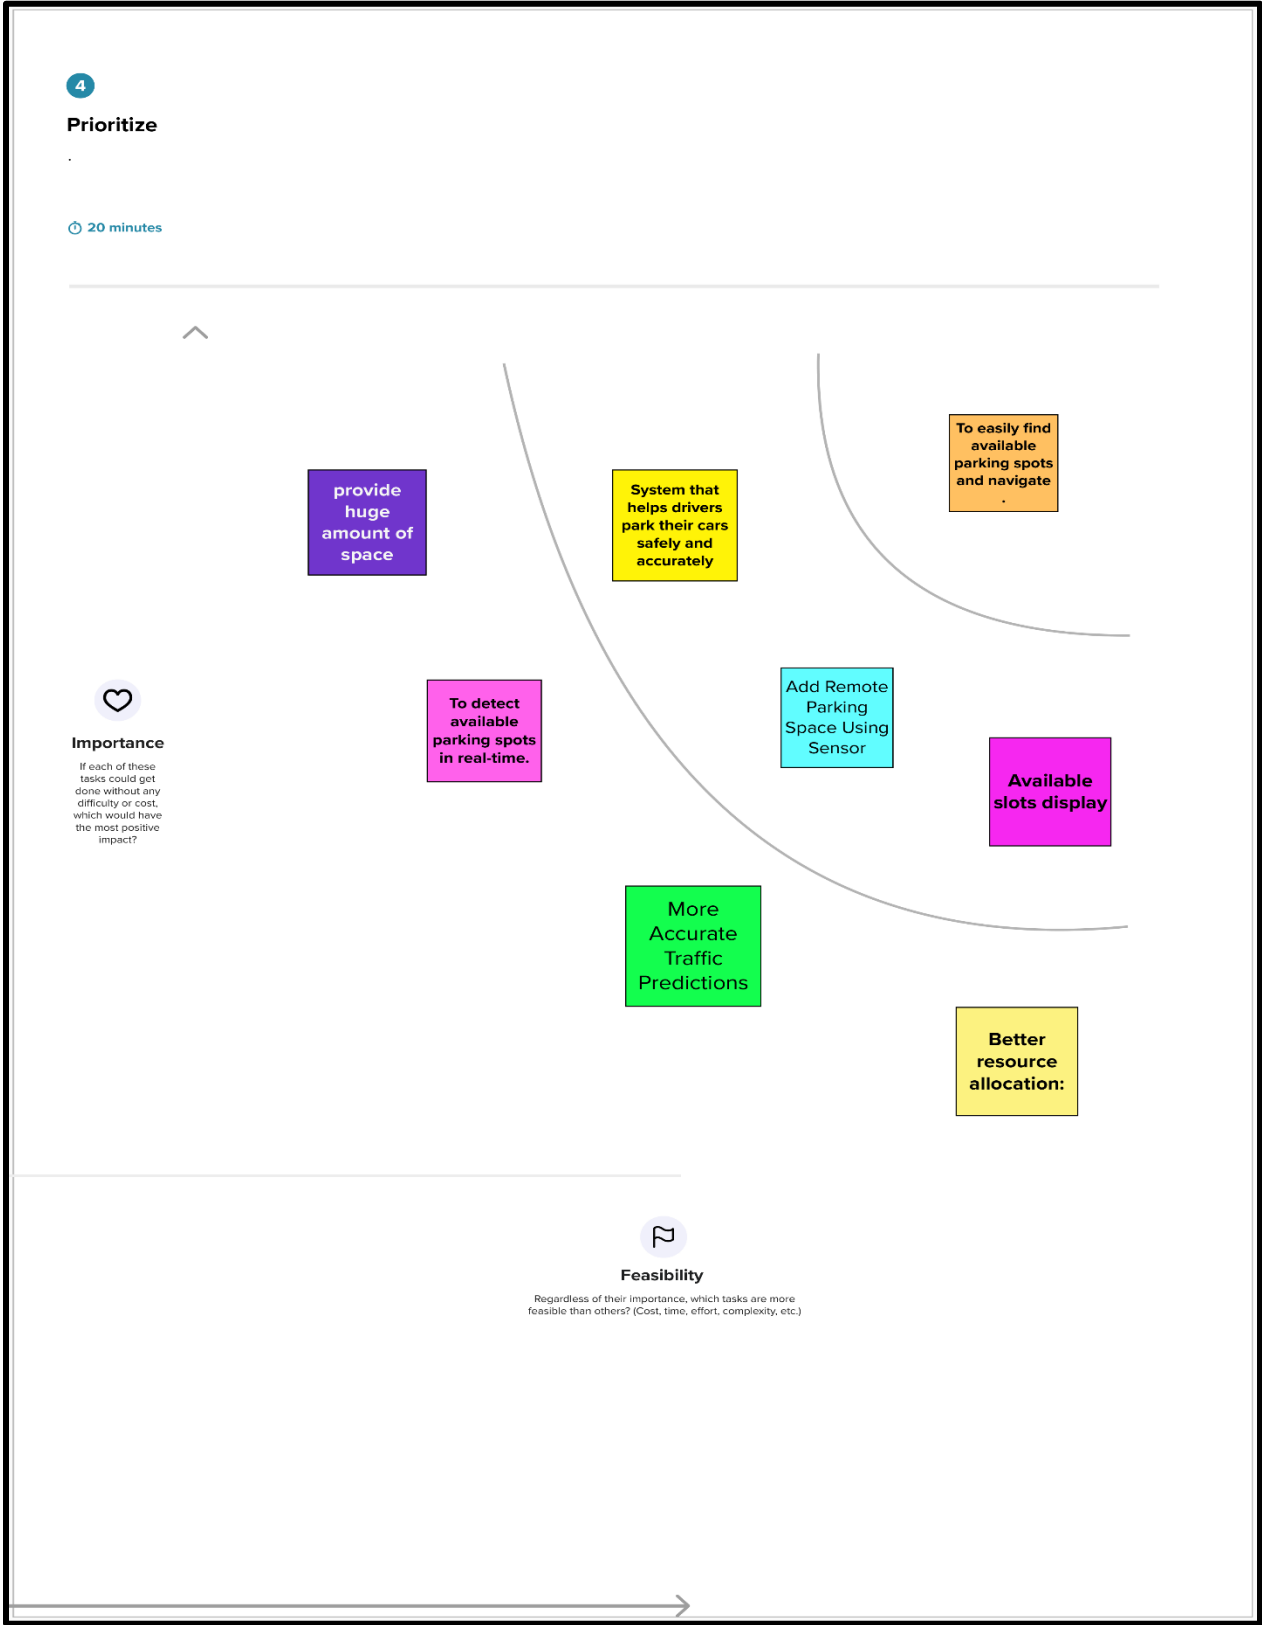 4
Prioritize
.
20 minutes
To easily find
available
parking spots
and navigate
.
provide
huge
amount of
space
System that
helps drivers
park their cars
safely and
accurately
Add Remote
Parking
Space Using
Sensor
To detect
available
parking spots
in real-time.
Available
slots display
Importance
If each of these
tasks could get
done without any
difficulty or cost,
which would have
the most positive
impact?
More
Accurate
Traffic
Predictions
Better
resource
allocation:
Feasibility
Regardless of their importance, which tasks are more
feasible than others? (Cost, time, effort, complexity, etc.)